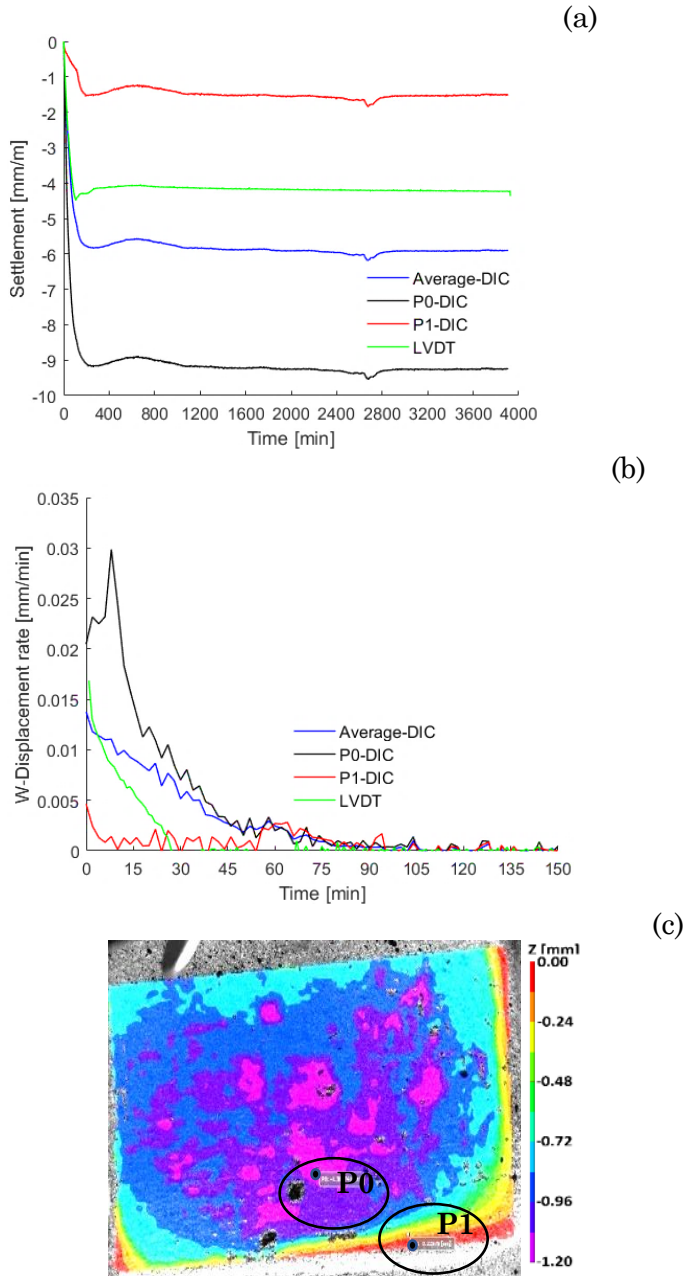 (a)
0
-1
-2
-3
-4
-5
-6
-7
-8
-9
-10
Settlement [mm/m]
Average-DIC
P0-DIC
P1-DIC
LVDT
0 400 800 1200 1600 2000 2400 2800 3200 3600 4000
Time [min]
(b)
0.035
0.03
0.025
0.02
0.015
0.01
0.005
0
W-Displacement rate [mm/min]
Average-DIC
P0-DIC
P1-DIC
LVDT
0 15 30 45 60 75 90 105 120 135 150
Time [min]
(c)
Z [mm]
0.00
-0.24
-0.48
-0.72
-0.96
-1.20
P0
P1